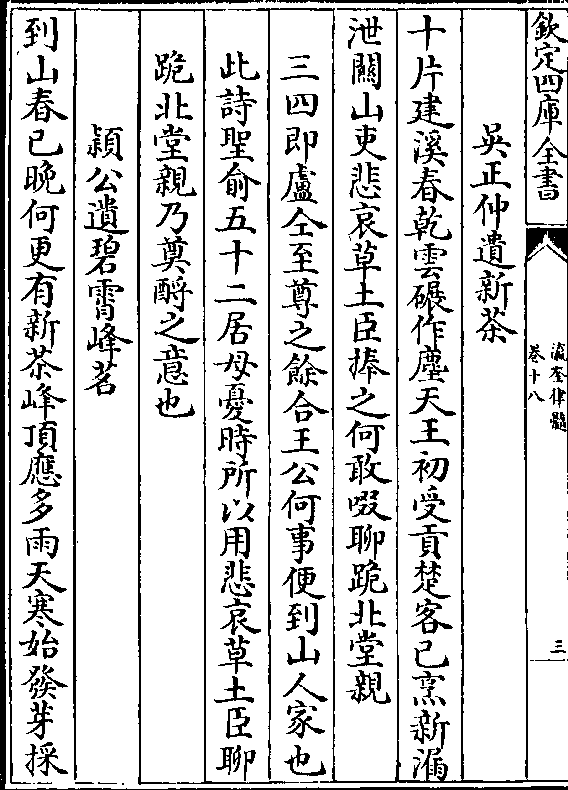 欽定四庫全書
瀛奎律髓
卷十八
三
吳正仲遺新茶
十片建溪春乾雲碾作塵天王初受貢楚客已烹新漏
泄闗山吏悲哀草土臣捧之何敢啜聊跪北堂親
三四即盧仝至尊之餘合王公何事便到山人家也
此詩聖俞五十二居母憂時所以用悲哀草土臣聊
跪北堂親乃奠酹之意也
潁公遺碧霄峰茗
到山春已晚何更有新茶峰頂應多雨天寒始發芽採